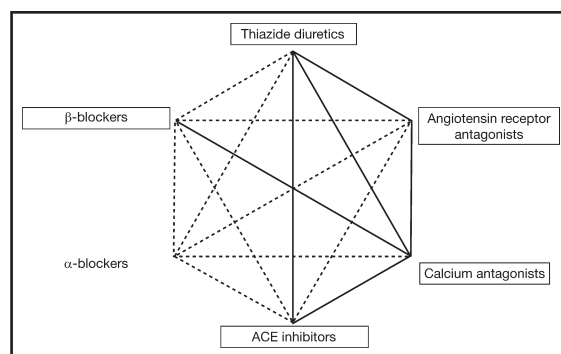 Thiazide diuretics
β-blockers
Angiotensin receptor
antagonists
α-blockers
Calcium antagonists
ACE inhibitors